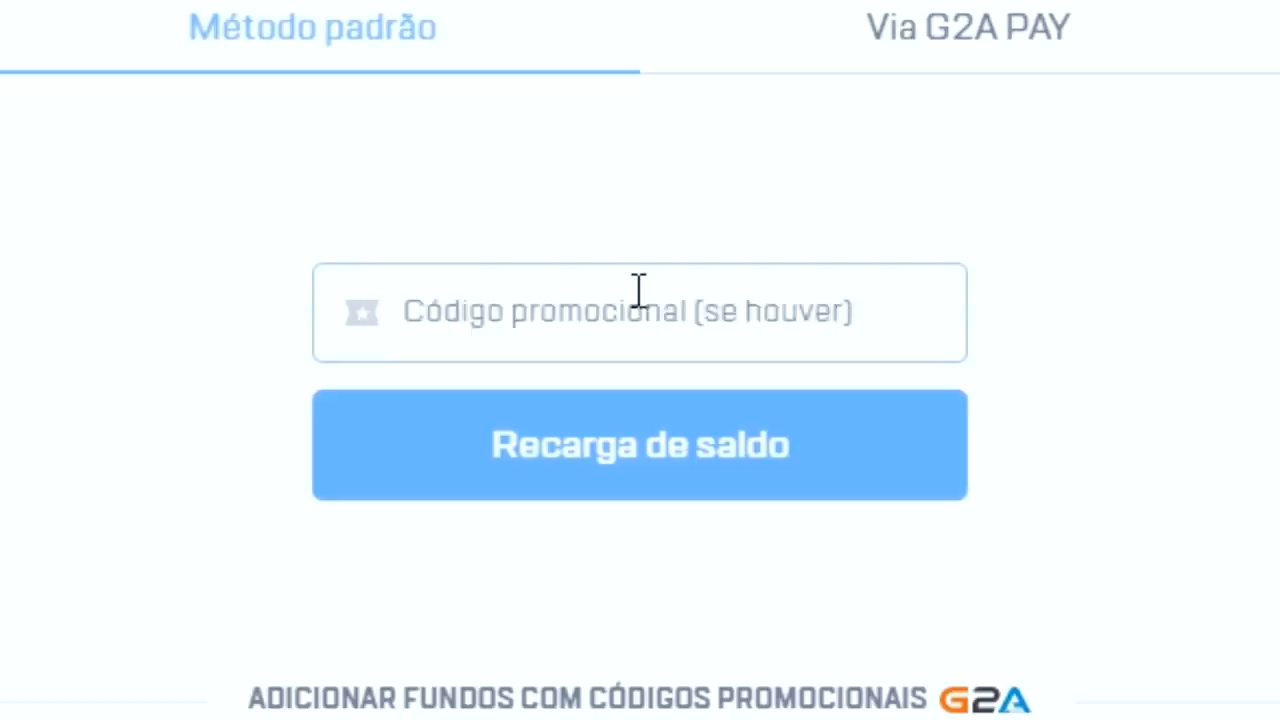 Método padrão
Via G2A PAY
Código promocional (se houver)
Recarga de saldo
ADICIONAR FUNDOS COM CÓDIGOS PROMOCIONAIS G2A